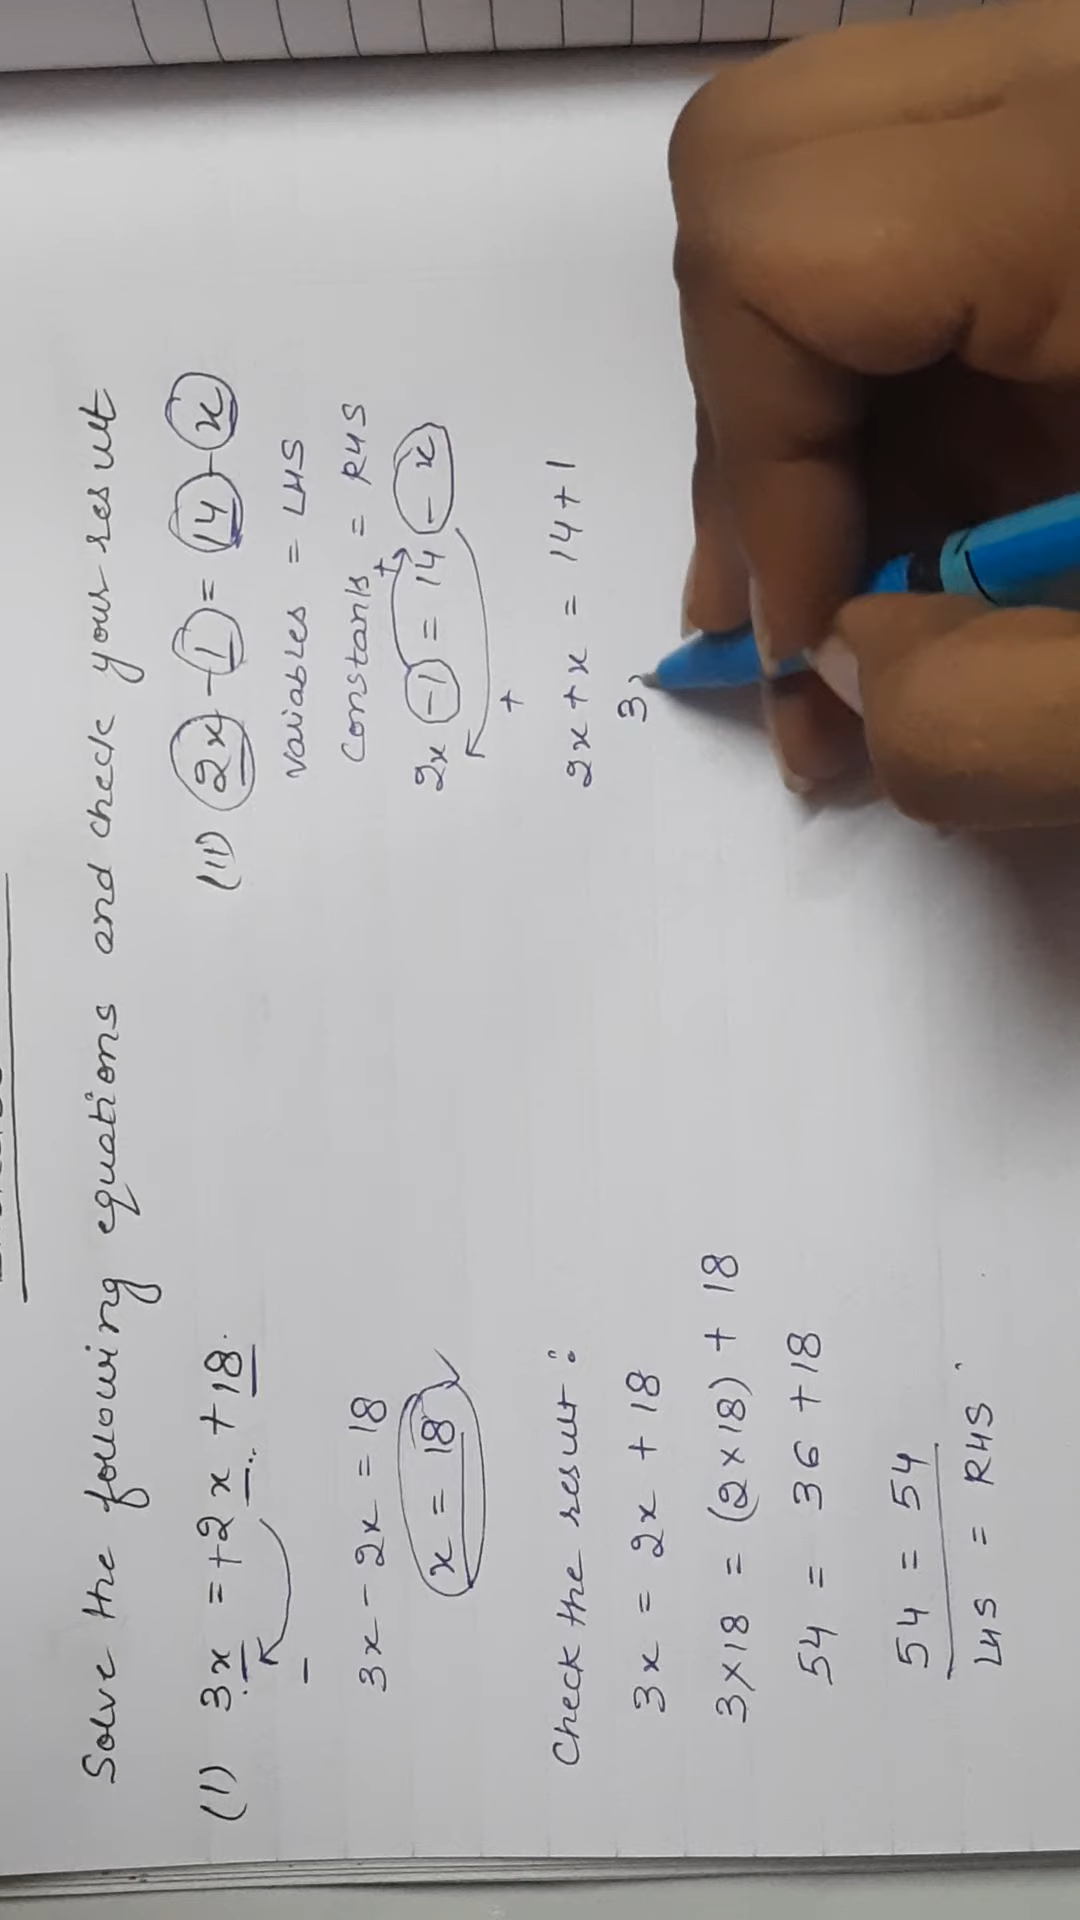 Solve the following equations and check your result
(I) 3x = +2x + 18.
-
3x - 2x = 18
x = 18 ✓
Check the result :
3x = 2x + 18
3×18 = (2×18) + 18
54 = 36 + 18
54 = 54
LHS = RHS.
(II) 2x - 1 = 14 - x
Variables = LHS
Constants = RHS
+
2x - 1 = 14 - x
+
2x + x = 14 + 1
3